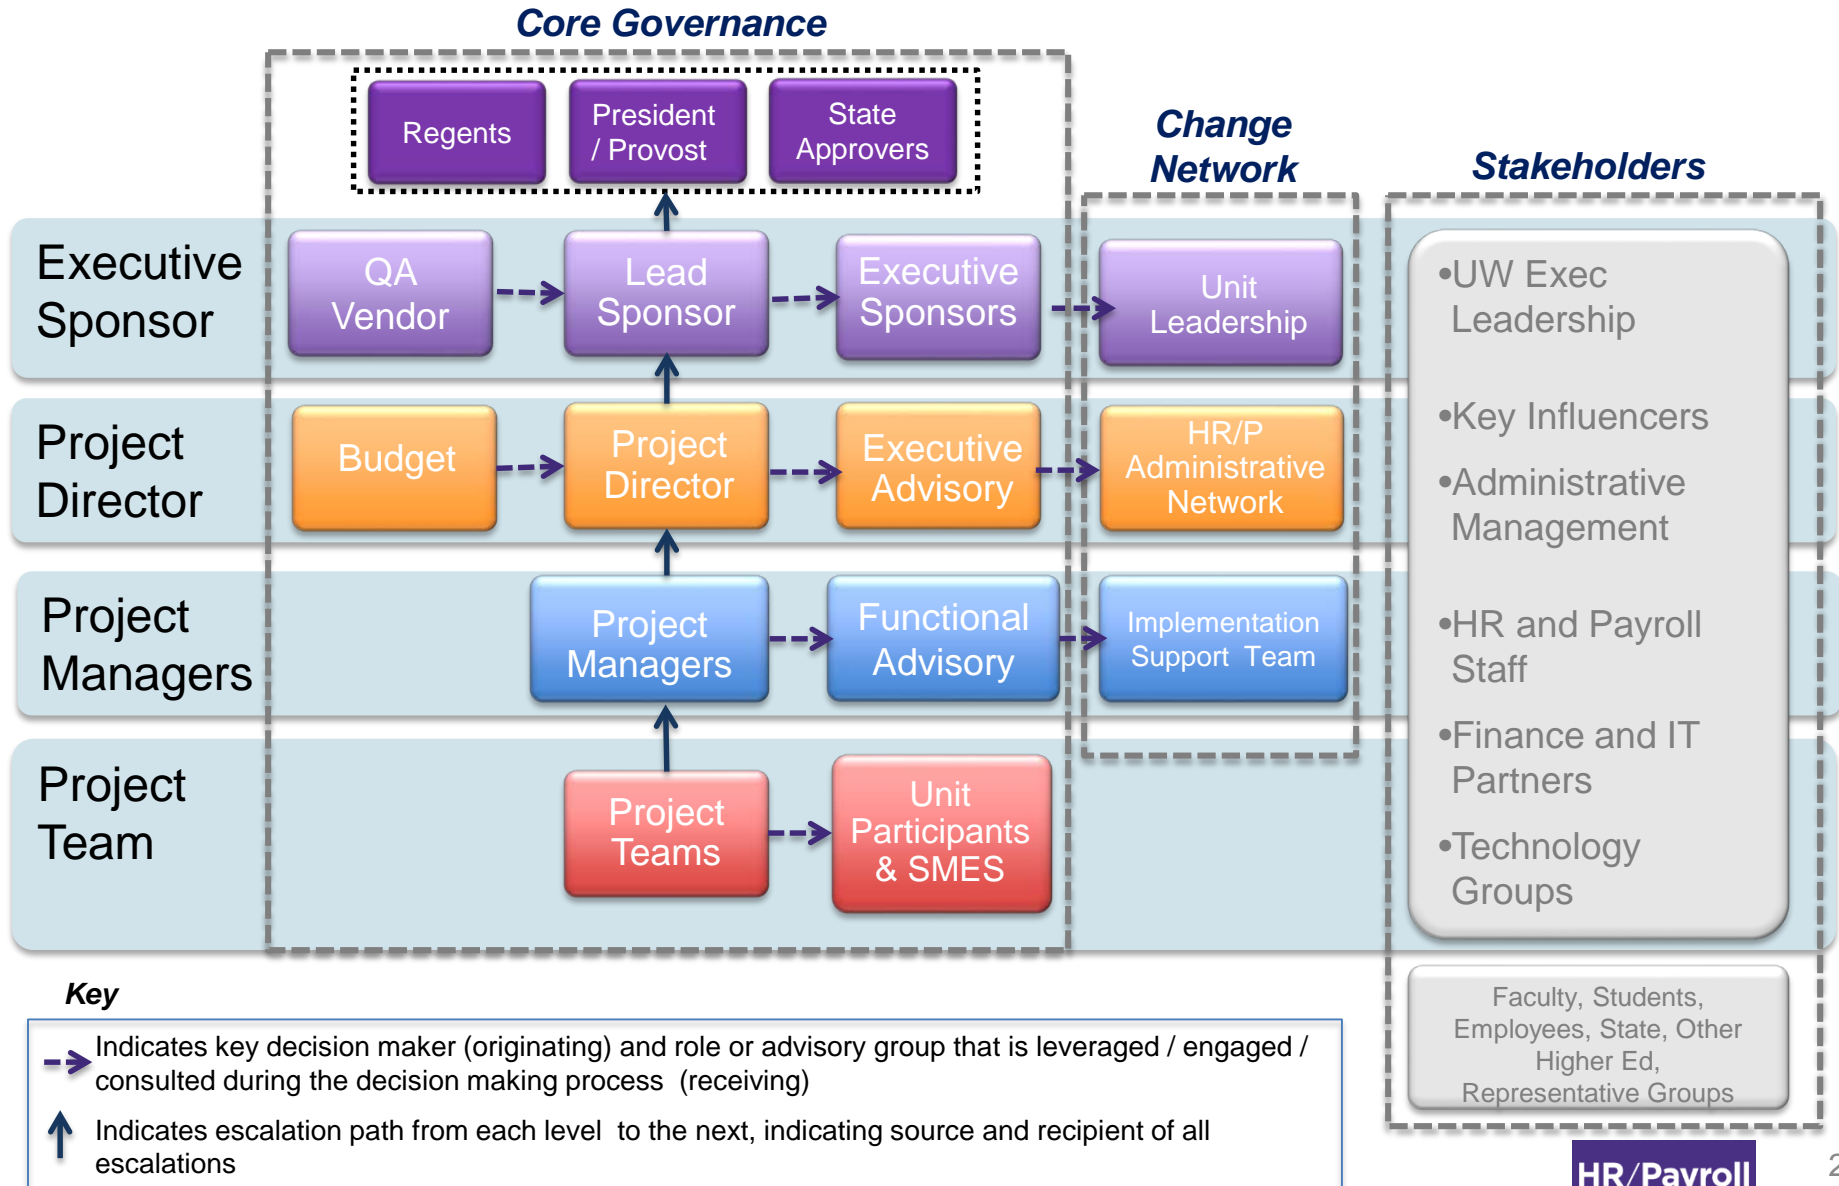 Core Governance
Regents
President
/ Provost
State
Approvers
Change
Network
Stakeholders
Executive
Sponsor
QA
Vendor
Lead
Sponsor
Executive
Sponsors
Unit
Leadership
Project
Director
Budget
Project
Director
Executive
Advisory
HR/P
Administrative
Network
Project
Managers
Project
Managers
Functional
Advisory
Implementation
Support Team
Project
Team
Project
Teams
Unit
Participants
& SMES
•UW Exec
Leadership
•Key Influencers
•Administrative
Management
•HR and Payroll
Staff
•Finance and IT
Partners
•Technology
Groups
Faculty, Students,
Employees, State, Other
Higher Ed,
Representative Groups
Key
Indicates key decision maker (originating) and role or advisory group that is leveraged / engaged /
consulted during the decision making process (receiving)
Indicates escalation path from each level to the next, indicating source and recipient of all
escalations
HR/Payroll
2